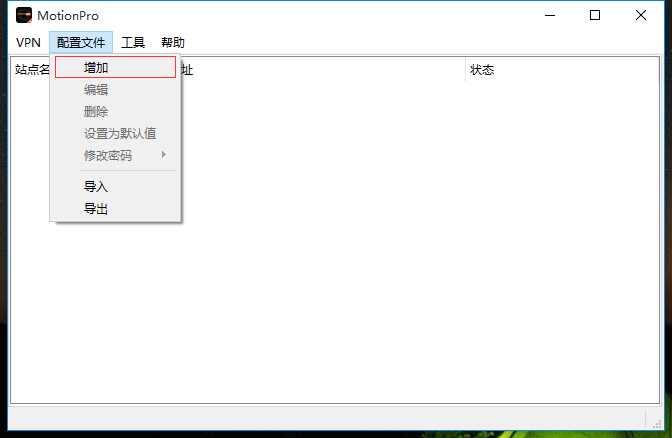 MotionPro
VPN 配置文件 工具 帮助
站点名 址 状态
增加
编辑
删除
设置为默认值
修改密码
导入
导出